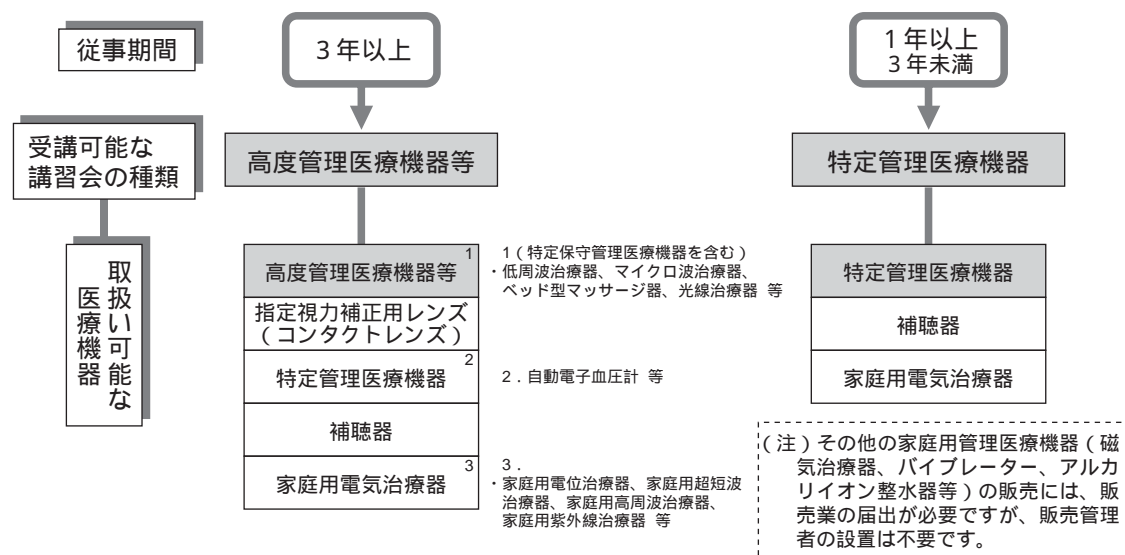 従事期間
3年以上
1年以上
3年未満
受講可能な
講習会の種類
高度管理医療機器等
特定管理医療機器
取扱い可能な
医療機器
高度管理医療機器等 1
指定視力補正用レンズ
(コンタクトレンズ)
特定管理医療機器 2
補聴器
家庭用電気治療器 3
1(特定保守管理医療機器を含む)
・低周波治療器、マイクロ波治療器、
ベッド型マッサージ器、光線治療器 等
2.自動電子血圧計 等
3.
・家庭用電位治療器、家庭用超短波
治療器、家庭用高周波治療器、
家庭用紫外線治療器 等
特定管理医療機器
補聴器
家庭用電気治療器
(注)その他の家庭用管理医療機器(磁
気治療器、バイブレーター、アルカ
リイオン整水器等)の販売には、販
売業の届出が必要ですが、販売管理
者の設置は不要です。